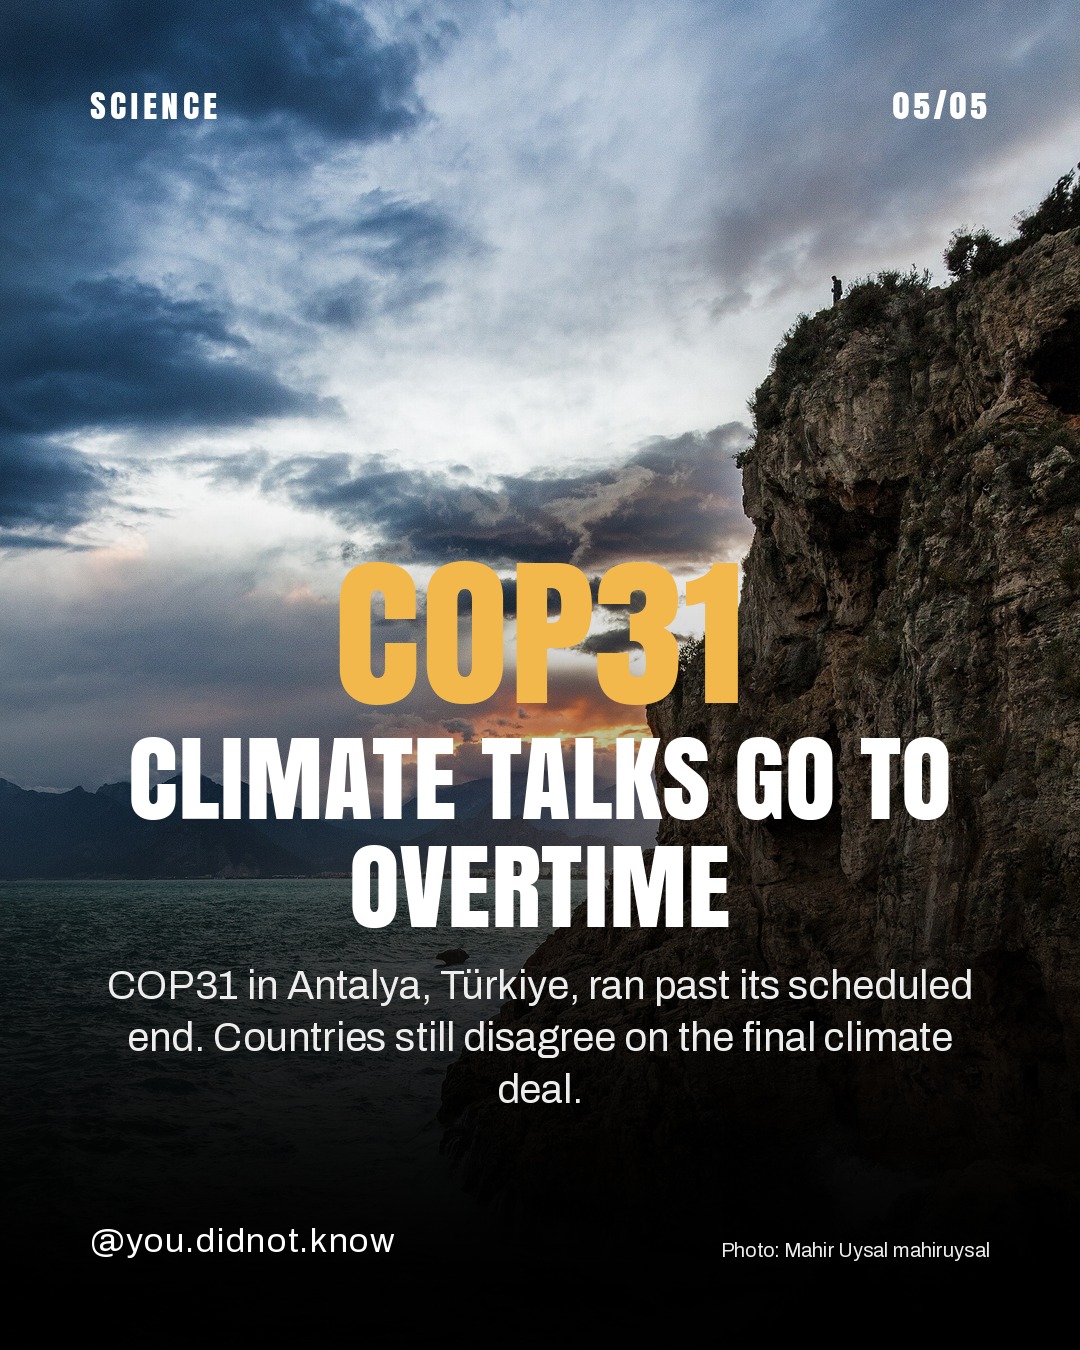 SCIENCE
05/05
COP31
CLIMATE TALKS GO TO
OVERTIME
COP31 in Antalya, Türkiye, ran past its scheduled
end. Countries still disagree on the final climate
deal.
@you.didnot.know
Photo: Mahir Uysal mahiruysal